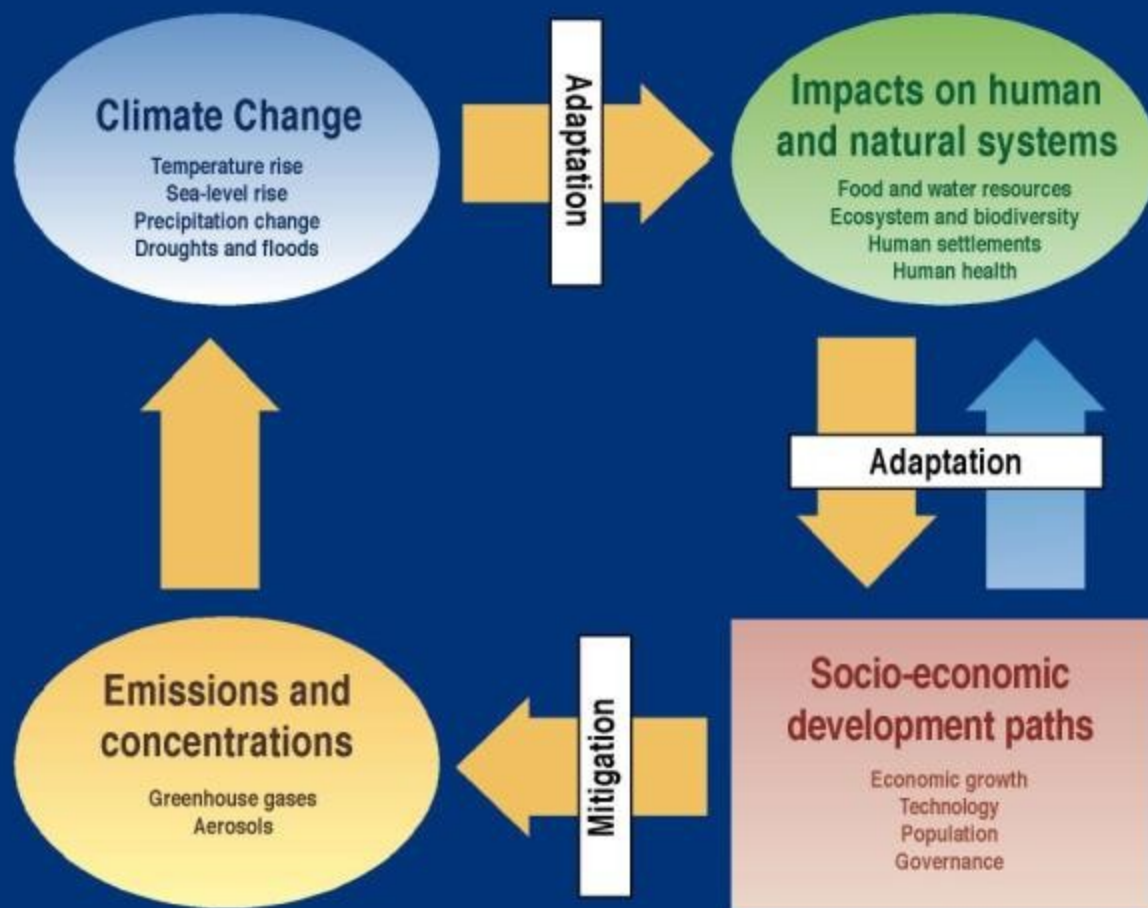 Climate Change
Temperature rise
Sea-level rise
Precipitation change
Droughts and floods
Adaptation
Impacts on human
and natural systems
Food and water resources
Ecosystem and biodiversity
Human settlements
Human health
Adaptation
Emissions and
concentrations
Greenhouse gases
Aerosols
Mitigation
Socio-economic
development paths
Economic growth
Technology
Population
Governance